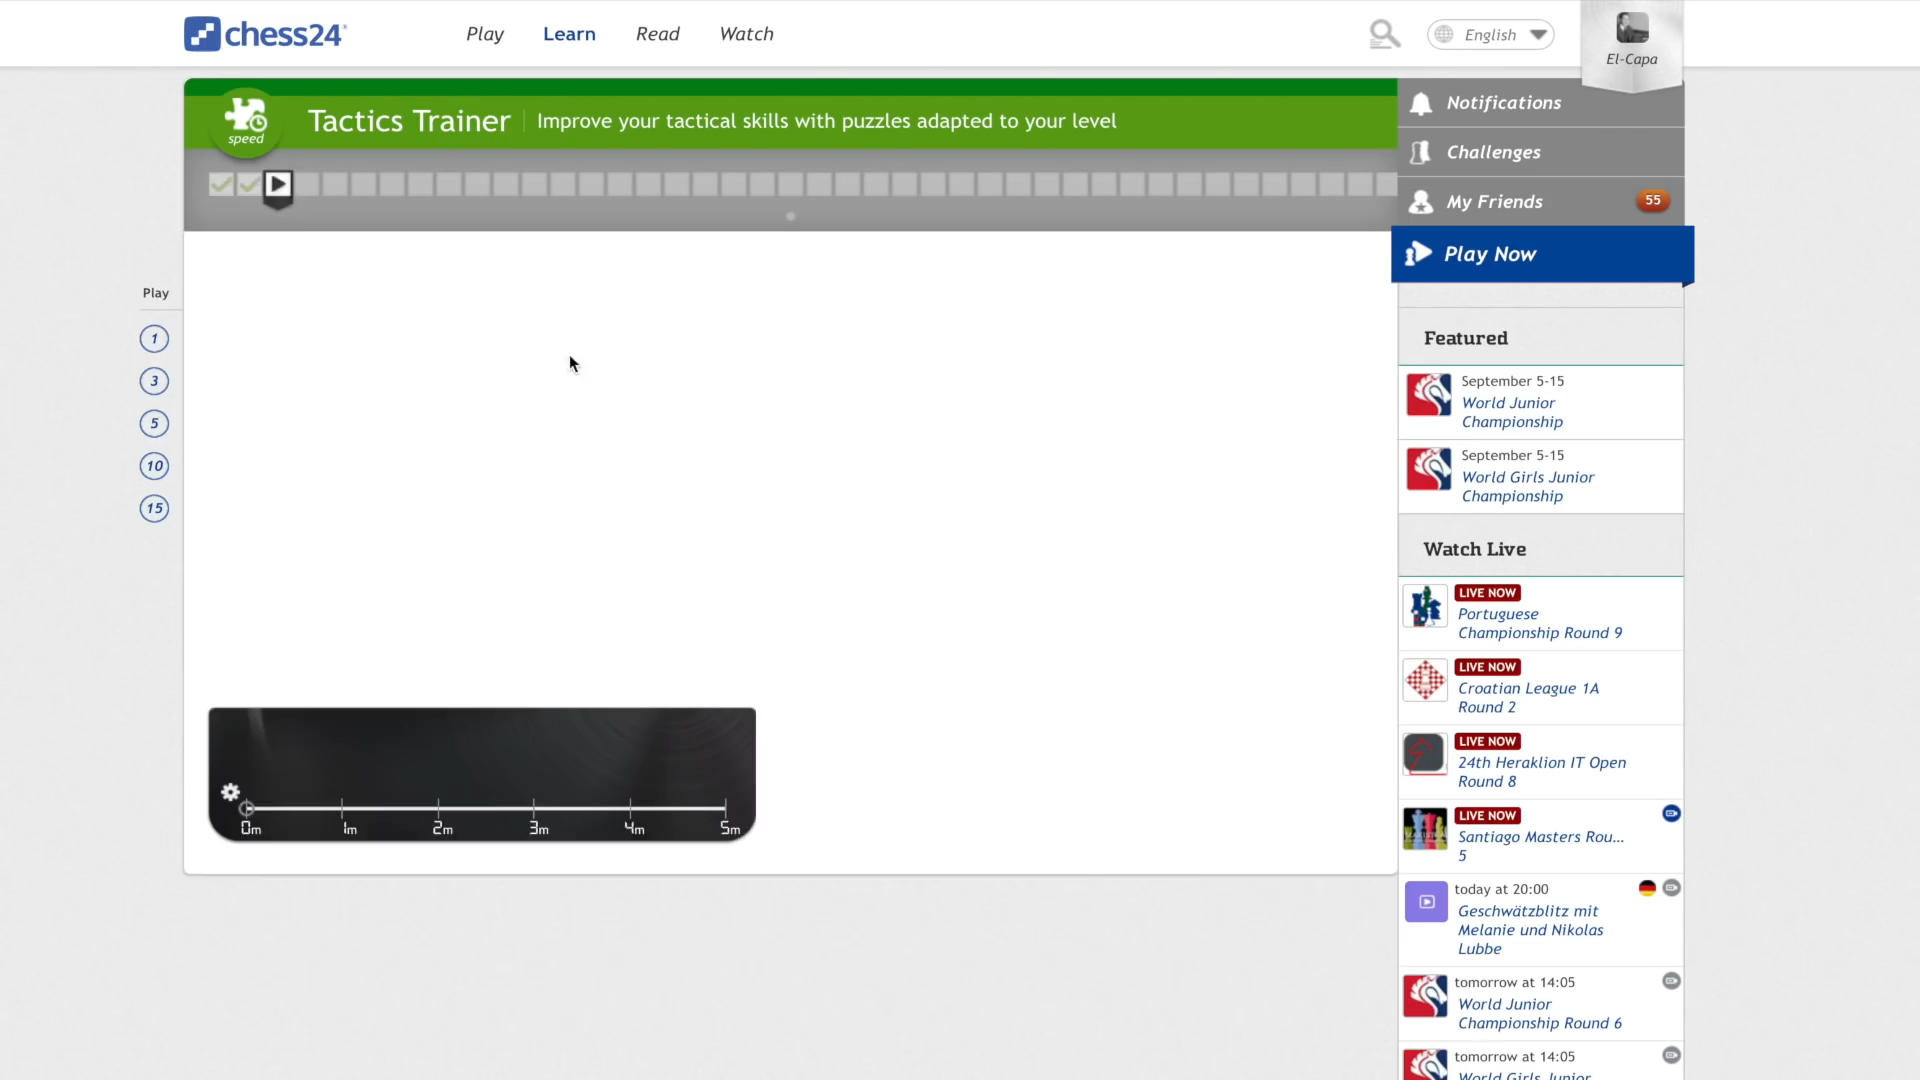 chess24
Play
Learn
Read
Watch
English
El-Capa
speed
Tactics Trainer
Improve your tactical skills with puzzles adapted to your level
Notifications
Challenges
My Friends
55
Play Now
Play
1
3
5
10
15
Featured
September 5-15
World Junior
Championship
September 5-15
World Girls Junior
Championship
Watch Live
LIVE NOW
Portuguese
Championship Round 9
LIVE NOW
Croatian League 1A
Round 2
LIVE NOW
24th Heraklion IT Open
Round 8
LIVE NOW
Santiago Masters Rou...
5
today at 20:00
Geschwätzblitz mit
Melanie und Nikolas
Lubbe
tomorrow at 14:05
World Junior
Championship Round 6
tomorrow at 14:05
World Girls Junior
0m
1m
2m
3m
4m
5m